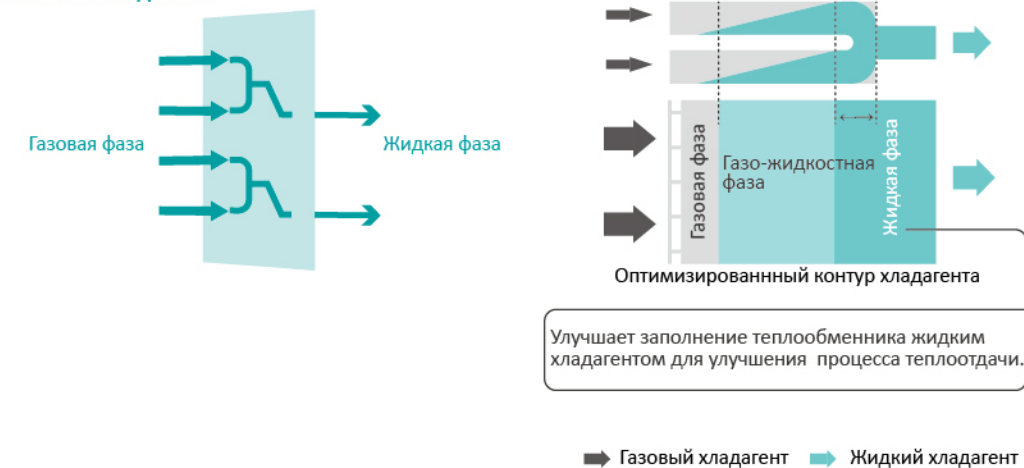 Газовая фаза
Жидкая фаза
Газовая фаза
Газо-жидкостная
фаза
Жидкая фаза
Оптимизированнный контур хладагента
Улучшает заполнение теплообменника жидким
хладагентом для улучшения процесса теплоотдачи.
Газовый хладагент
Жидкий хладагент